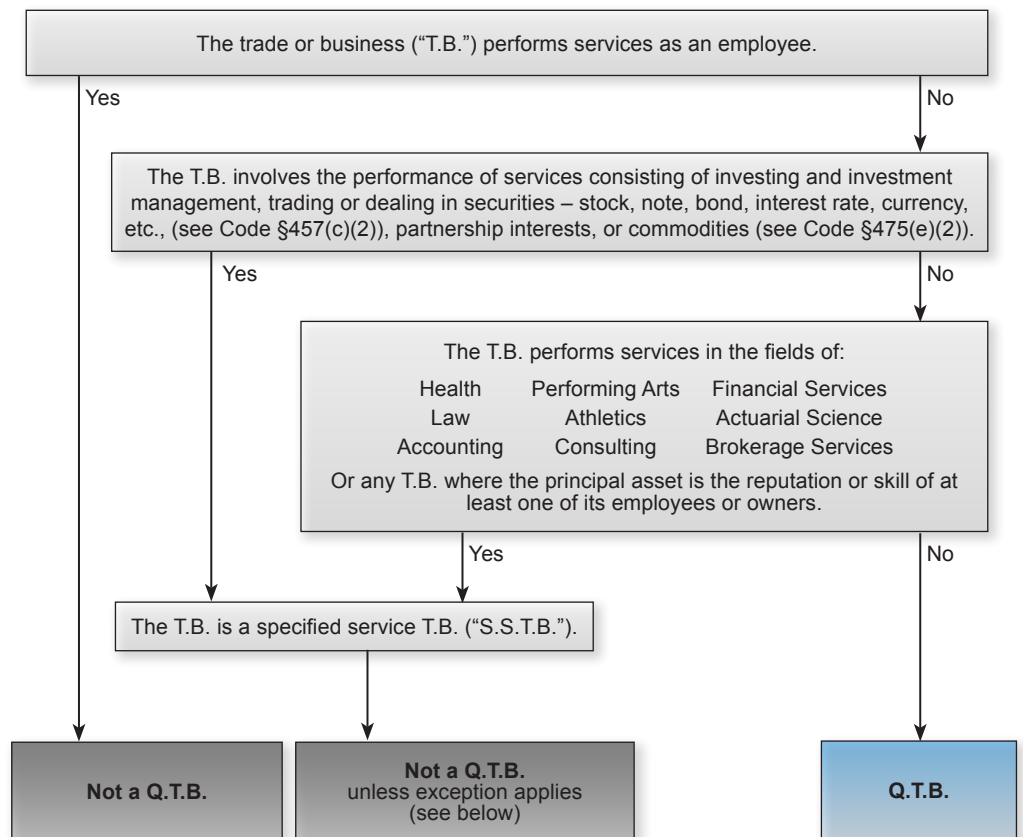 The trade or business (“T.B.”) performs services as an employee.
Yes
No
The T.B. involves the performance of services consisting of investing and investment
management, trading or dealing in securities – stock, note, bond, interest rate, currency,
etc., (see Code §457(c)(2)), partnership interests, or commodities (see Code §475(e)(2)).
Yes
No
The T.B. performs services in the fields of:
Health Performing Arts Financial Services
Law Athletics Actuarial Science
Accounting Consulting Brokerage Services
Or any T.B. where the principal asset is the reputation or skill of at
least one of its employees or owners.
Yes
No
The T.B. is a specified service T.B. (“S.S.T.B.”).
Not a Q.T.B.
Not a Q.T.B.
unless exception applies
(see below)
Q.T.B.